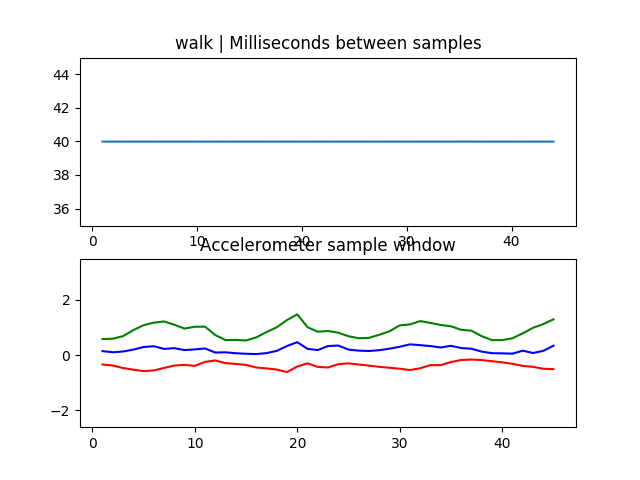 walk | Milliseconds between samples
44
42
40
38
36
0 10 20 30 40
Accelerometer sample window
2
0
−2
0 10 20 30 40